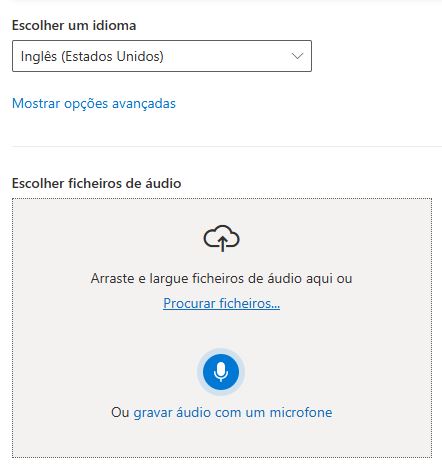 Escolher um idioma
Inglês (Estados Unidos)
Mostrar opções avançadas
Escolher ficheiros de áudio
Arraste e largue ficheiros de áudio aqui ou
Procurar ficheiros...
Ou gravar áudio com um microfone